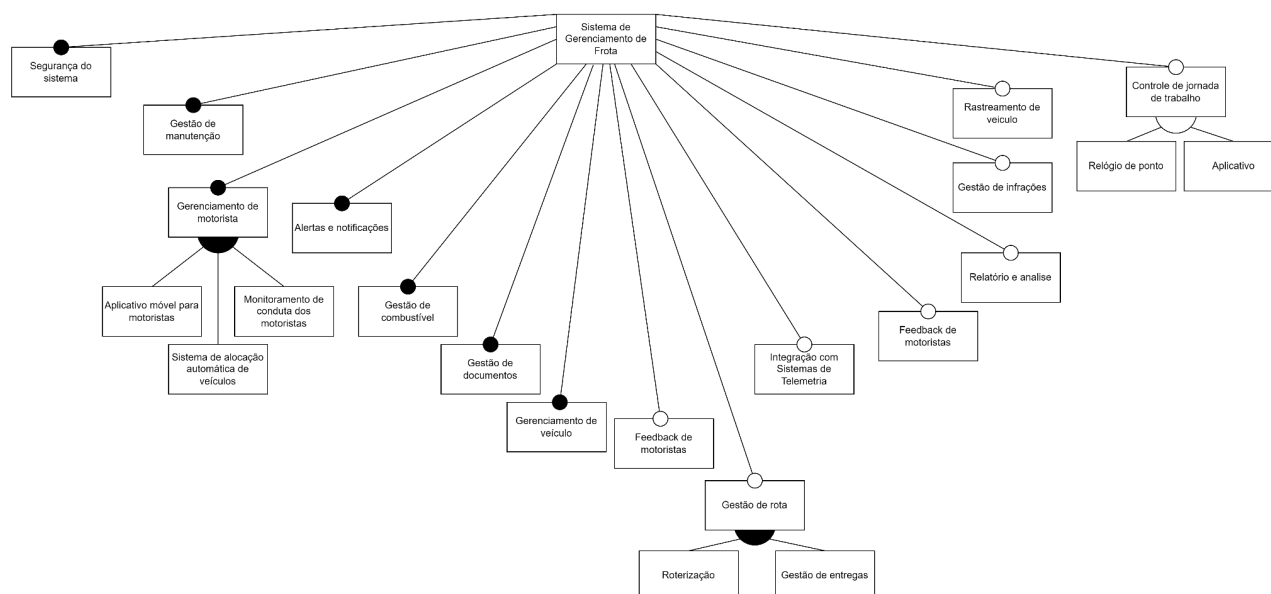 Sistema de
Gerenciamento de
Frota
Segurança do
sistema
Gestão de
manutenção
Gerenciamento de
motorista
Aplicativo móvel para
motoristas
Sistema de alocação
automática de
veículos
Monitoramento de
conduta dos
motoristas
Alertas e notificações
Gestão de
combustível
Gestão de
documentos
Gerenciamento de
veículo
Feedback de
motoristas
Gestão de rota
Roterização
Gestão de entregas
Integração com
Sistemas de
Telemetria
Feedback de
motoristas
Relatório e analise
Gestão de infrações
Rastreamento de
veiculo
Controle de jornada
de trabalho
Relógio de ponto
Aplicativo